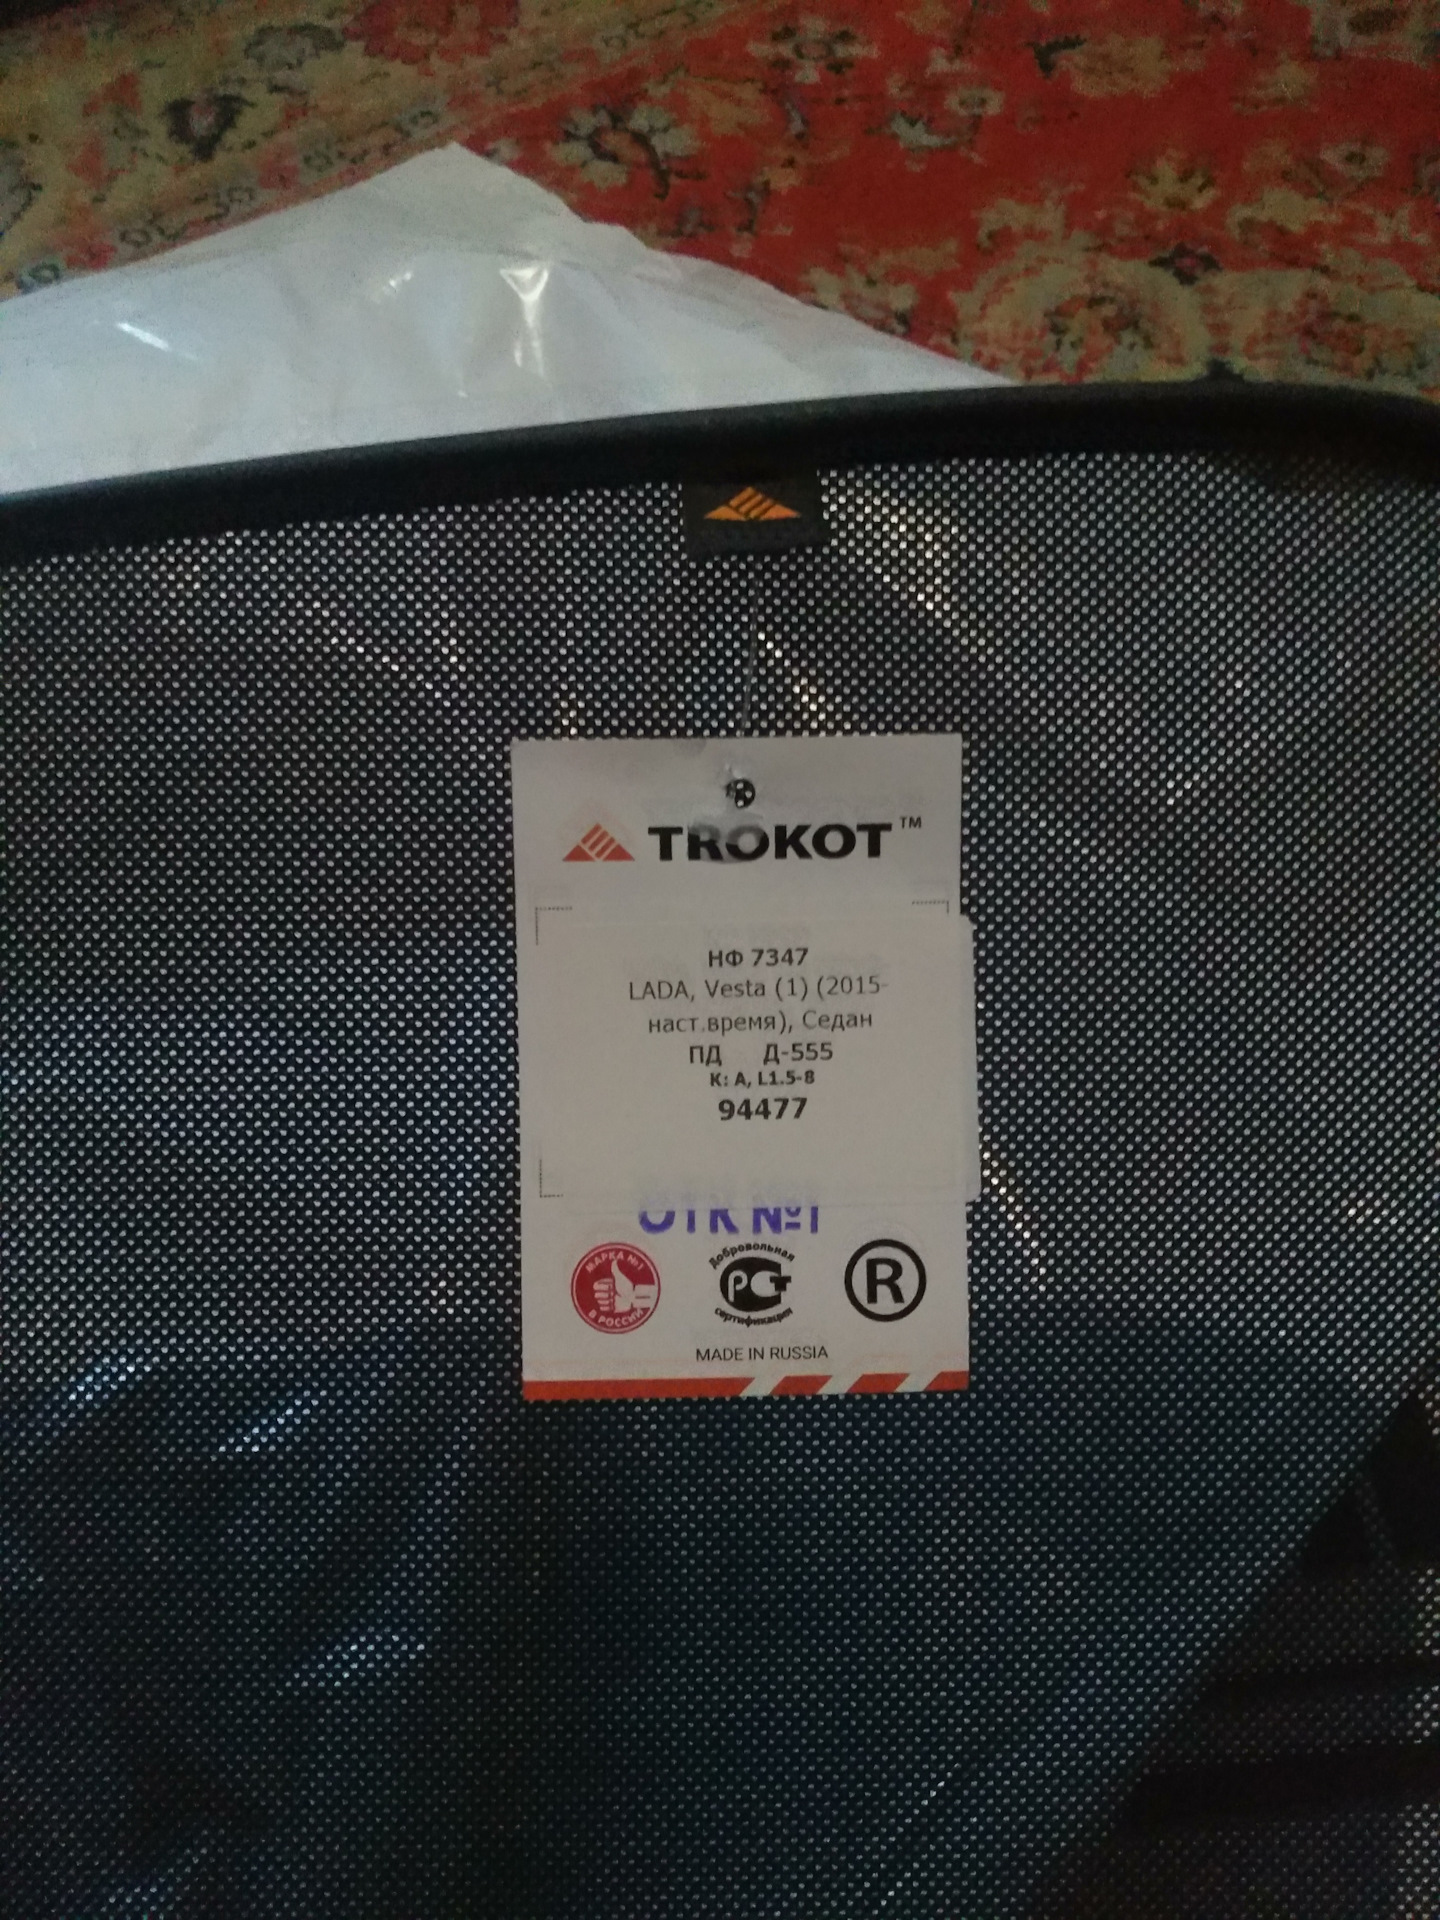 TROKOT™
НФ 7347
LADA, Vesta (1) (2015-
наст.время), Седан
ПД Д-555
К: А, L1.5-8
94477
ОТК №1
МАРКА №1
В РОССИИ
Добровольная
РСТ
сертификация
®
MADE IN RUSSIA